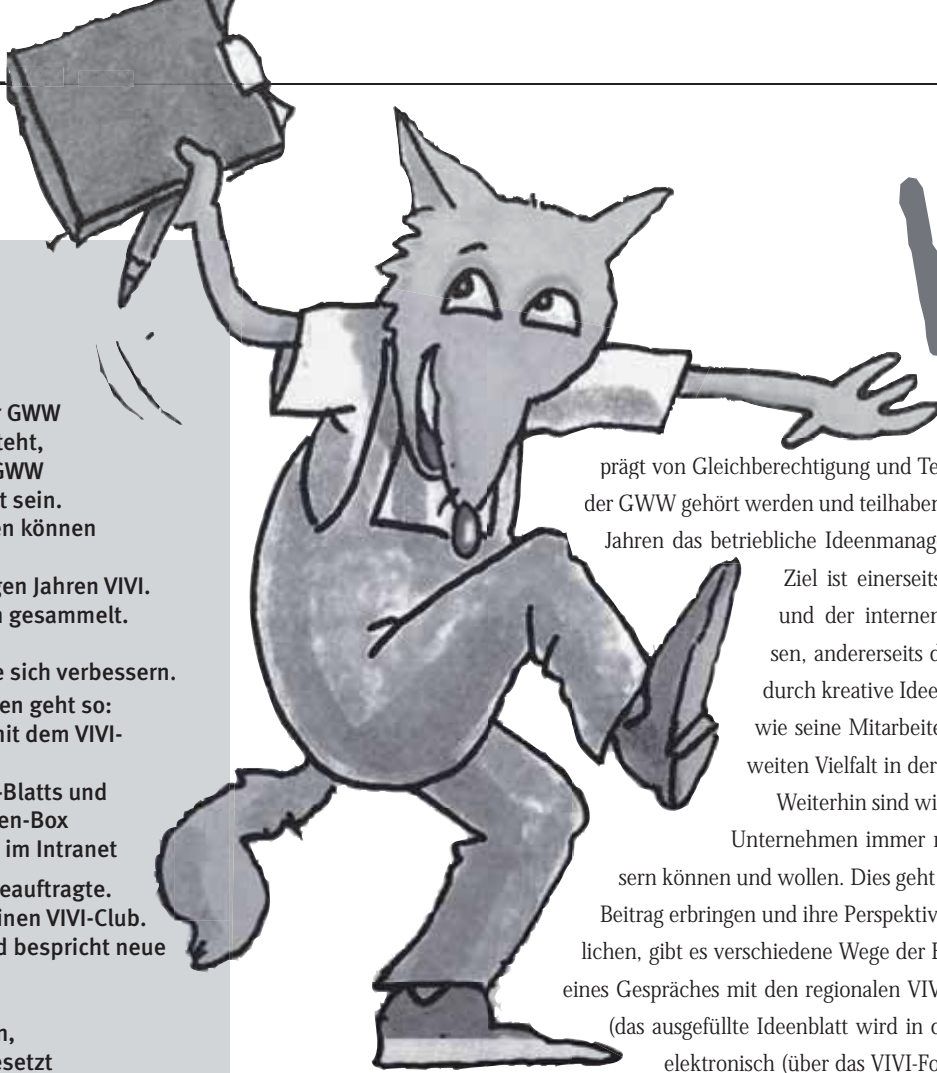 GWW
teht,
GWW
t sein.
en können
gen Jahren VIVI.
n gesammelt.
e sich verbessern.
en geht so:
mit dem VIVI-
-Blatts und
en-Box
im Intranet
eauftragte.
inen VIVI-Club.
d bespricht neue
n,
esetzt
prägt von Gleichberechtigung und Te
der GWW gehört werden und teilhaben
Jahren das betriebliche Ideenmanag
Ziel ist einerseits
und der internen
sen, andererseits d
durch kreative Idee
wie seine Mitarbeite
weiten Vielfalt in der
Weiterhin sind wi
Unternehmen immer
sern können und wollen. Dies geht
Beitrag erbringen und ihre Perspektiv
lichen, gibt es verschiedene Wege der
eines Gespräches mit den regionalen VIV
(das ausgefüllte Ideenblatt wird in d
elektronisch (über das VIVI-Fo